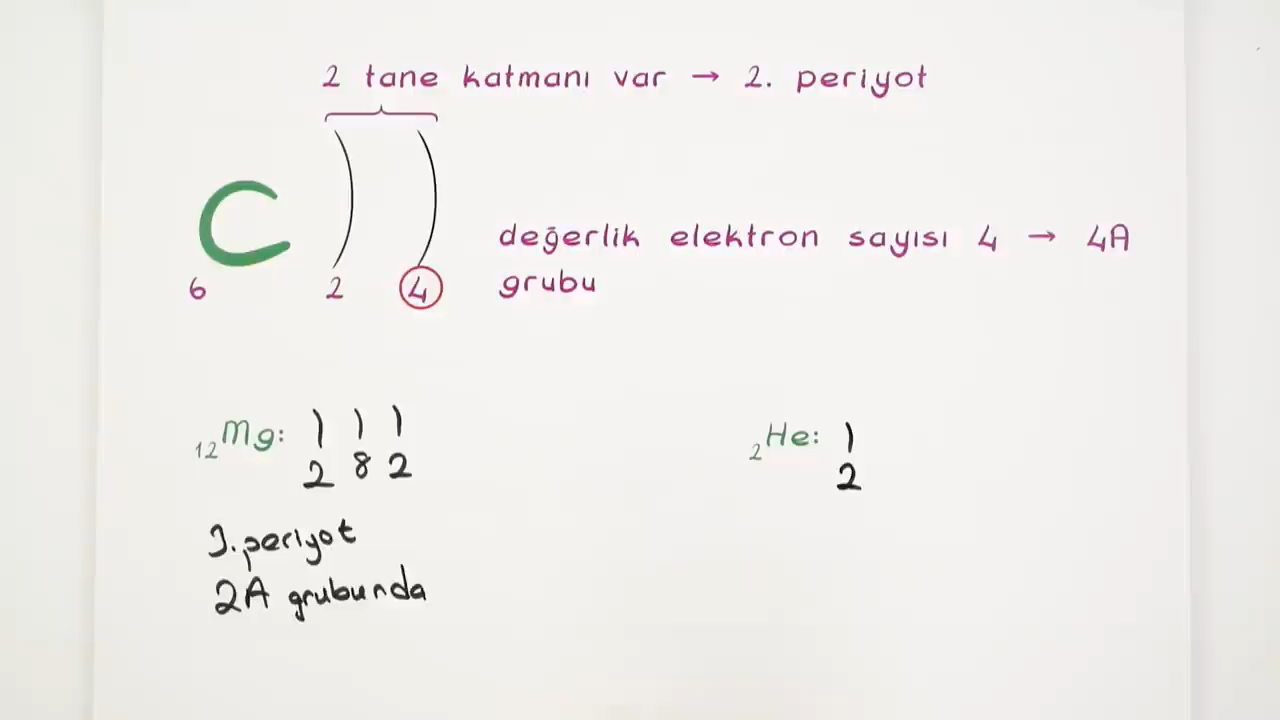 2 tane katmanı var → 2. periyot
C
6 2 4
değerlik elektron sayısı 4 → 4A
grubu
12Mg:
2 8 2
3. periyot
2A grubunda
2He:
2